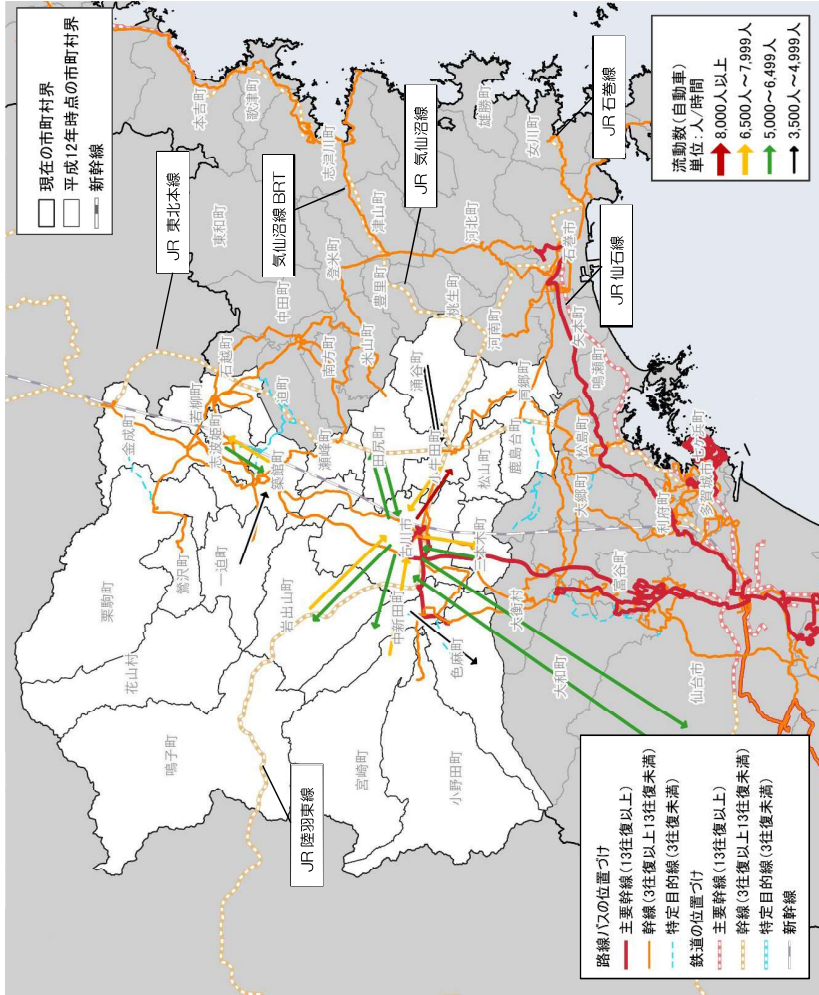 現在の市町村界
平成12年時点の市町村界
新幹線
流動数人(自動車)
単位:人/時間
8,000人以上
6,500人～7,999人
5,000～6,499人
3,500人～4,999人
JR 東北本線
気仙沼線BRT
JR 気仙沼線
JR 石巻線
JR 仙石線
JR 陸羽東線
本吉町
歌津町
志津川町
東和町
津山町
登米町
中田町
豊里町
河北町
雄勝町
女川町
石巻市
桃生町
米山町
南方町
石越町
迫町
河南町
矢本町
鳴瀬町
涌谷町
南郷町
金成町
若柳町
志波姫町
築館町
瀬峰町
田尻町
小牛田町
松山町
鹿島台町
松島町
七ヶ浜町
多賀城市
利府町
大郷町
栗駒町
鶯沢町
一迫町
古川市
三本木町
富谷町
大衡村
岩出山町
中新田町
色麻町
大和町
仙台市
花山村
鳴子町
宮崎町
小野田町
路線バスの位置づけ
主要幹線(13往復以上)
幹線(3往復以上13往復未満)
特定目的線(3往復未満)
鉄道の位置づけ
主要幹線(13往復以上)
幹線(3往復以上13往復未満)
特定目的線(3往復未満)
新幹線